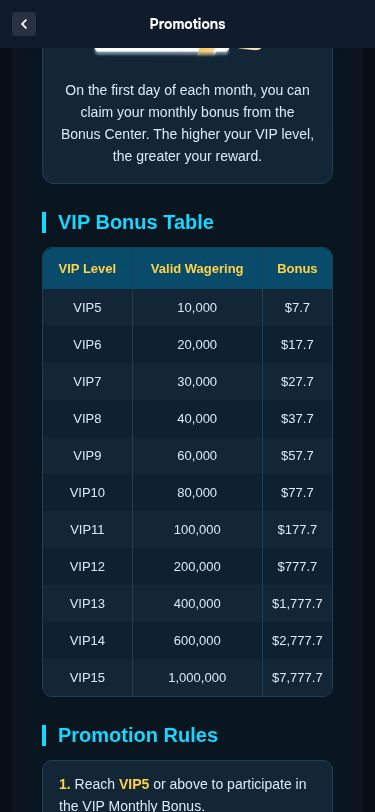 Promotions
On the first day of each month, you can
claim your monthly bonus from the
Bonus Center. The higher your VIP level,
the greater your reward.
VIP Bonus Table
VIP Level Valid Wagering Bonus
VIP5 10,000 $7.7
VIP6 20,000 $17.7
VIP7 30,000 $27.7
VIP8 40,000 $37.7
VIP9 60,000 $57.7
VIP10 80,000 $77.7
VIP11 100,000 $177.7
VIP12 200,000 $777.7
VIP13 400,000 $1,777.7
VIP14 600,000 $2,777.7
VIP15 1,000,000 $7,777.7
Promotion Rules
1. Reach VIP5 or above to participate in
the VIP Monthly Bonus.